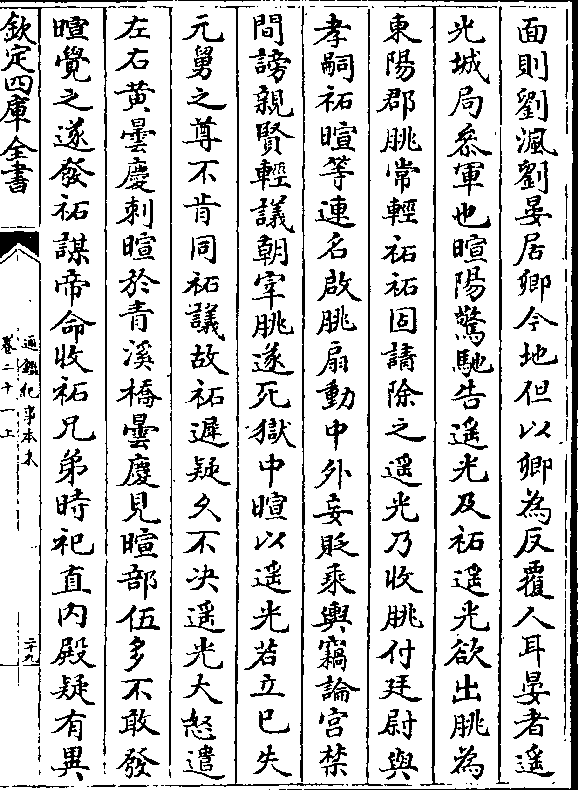 面則劉渢劉晏居卿今地但以卿為反覆人耳晏者遥
光城局叅軍也暄陽驚馳告遥光及祏遥光欲出朓為
東陽郡朓常輕祏祏固請除之遥光乃收朓付廷尉與
孝嗣祏暄等連名啟朓扇動中外妄貶乘輿竊論宫禁
間謗親賢輕議朝宰朓遂死獄中暄以遥光若立已失
元舅之尊不肯同祏議故祏遲疑久不决遥光大怒遣
左右黄曇慶刺暄於青溪橋曇慶見暄部伍多不敢發
暄覺之遂發祏謀帝命收祏兄弟時祀直内殿疑有異
欽定四庫全書
通鑑紀事本末
卷二十一上
二十九